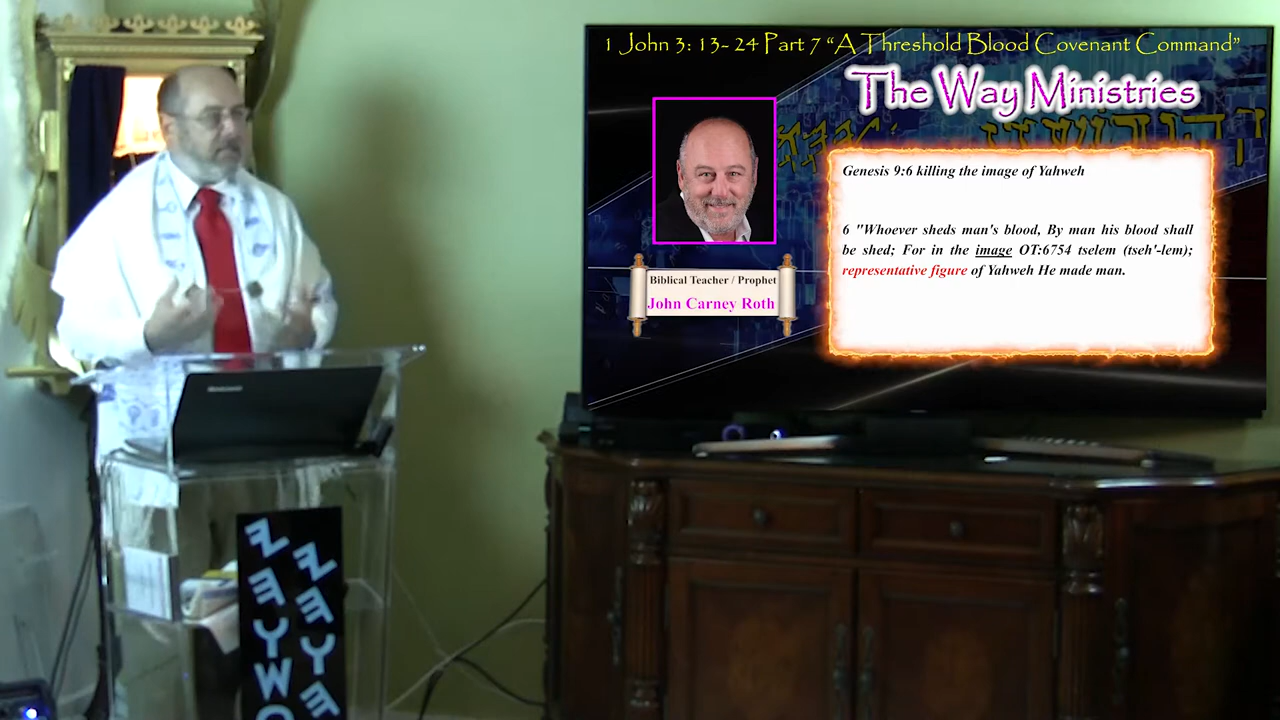 1 John 3: 13- 24 Part 7 “A Threshold Blood Covenant Command”
The Way Ministries
Genesis 9:6 killing the image of Yahweh
6 "Whoever sheds man's blood, By man his blood shall
be shed; For in the image OT:6754 tselem (tseh'-lem);
representative figure of Yahweh He made man.
Biblical Teacher / Prophet
John Carney Roth
𐤉𐤄𐤅𐤔𐤏
𐤉𐤄𐤅𐤄